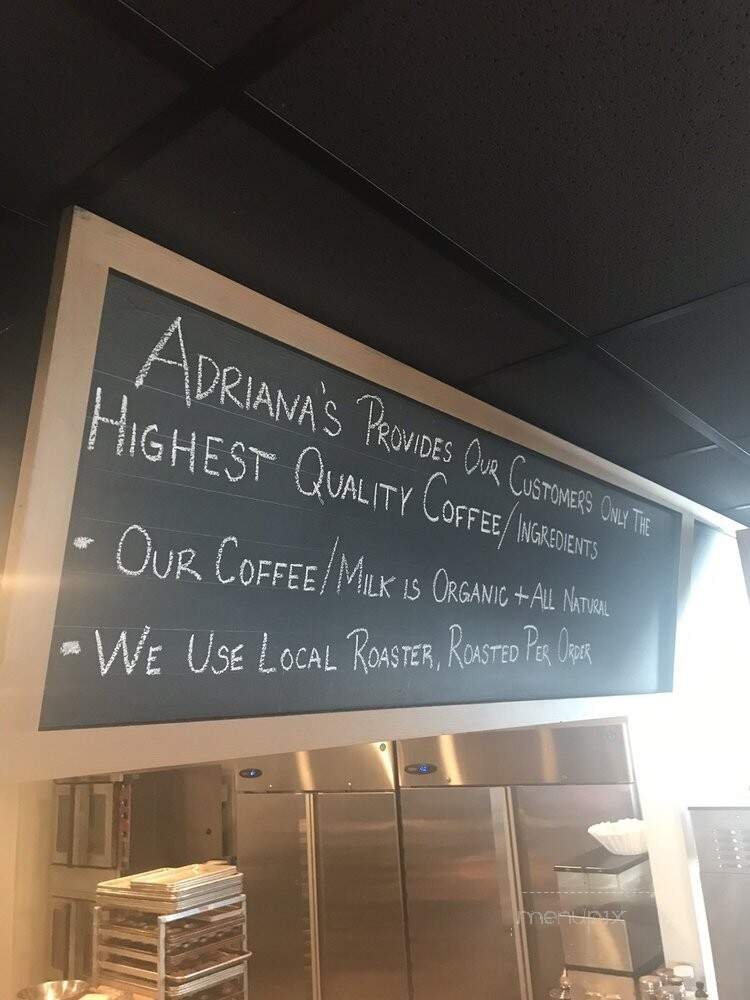 ADRIANA'S PROVIDES OUR CUSTOMERS ONLY THE
HIGHEST QUALITY COFFEE/INGREDIENTS
• OUR COFFEE/MILK IS ORGANIC + ALL NATURAL
• WE USE LOCAL ROASTER, ROASTED PER ORDER
menupix